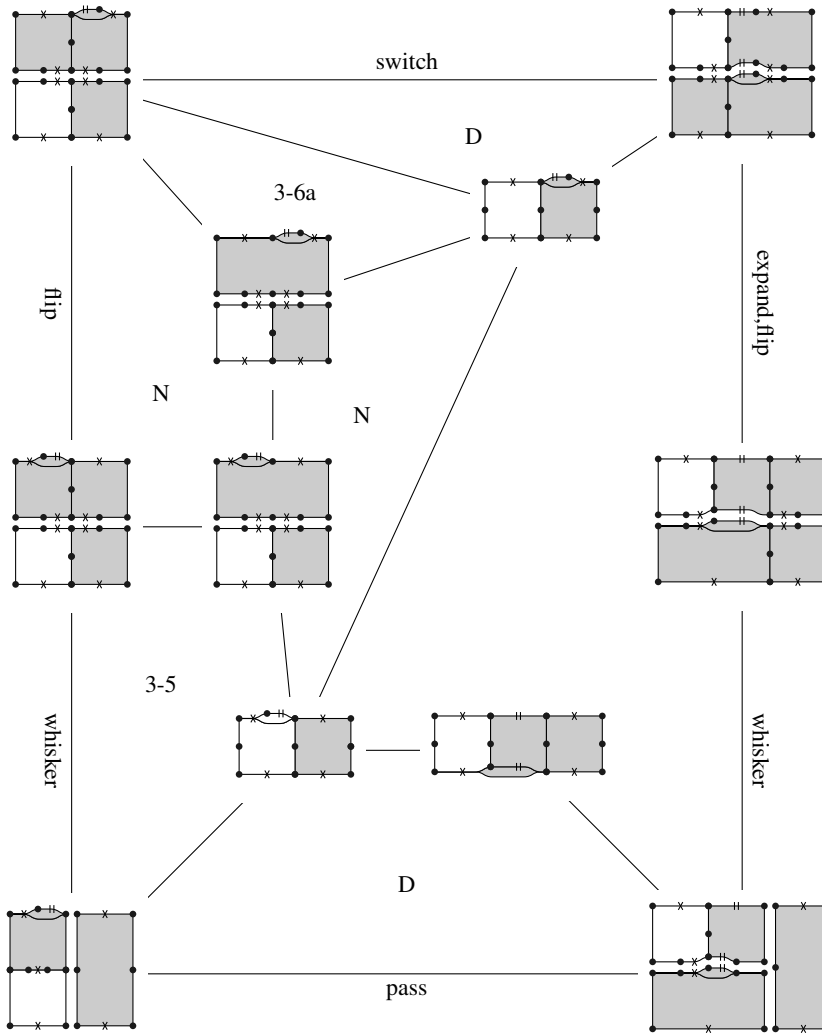 switch
D
3-6a
flip
expand,flip
N
N
3-5
whisker
whisker
D
pass